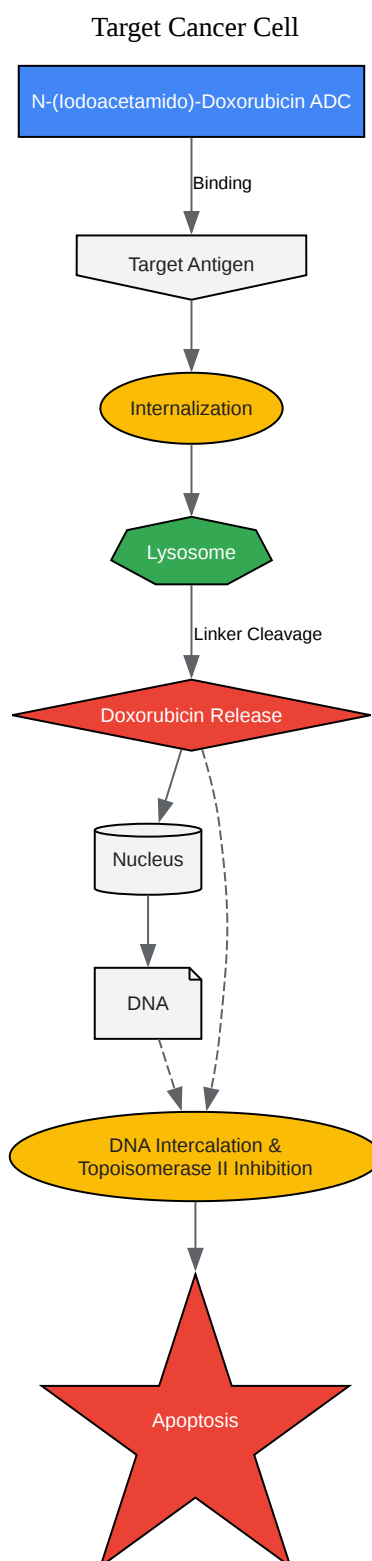 Target Cancer Cell
N-(Iodoacetamido)-Doxorubicin ADC
Binding
Target Antigen
Internalization
Lysosome
Linker Cleavage
Doxorubicin Release
Nucleus
DNA
DNA Intercalation &
Topoisomerase II Inhibition
Apoptosis